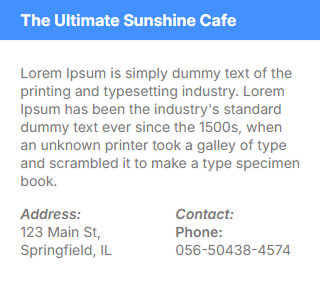 The Ultimate Sunshine Cafe
Lorem Ipsum is simply dummy text of the
printing and typesetting industry. Lorem
Ipsum has been the industry's standard
dummy text ever since the 1500s, when
an unknown printer took a galley of type
and scrambled it to make a type specimen
book.
Address:
123 Main St,
Springfield, IL
Contact:
Phone:
056-50438-4574